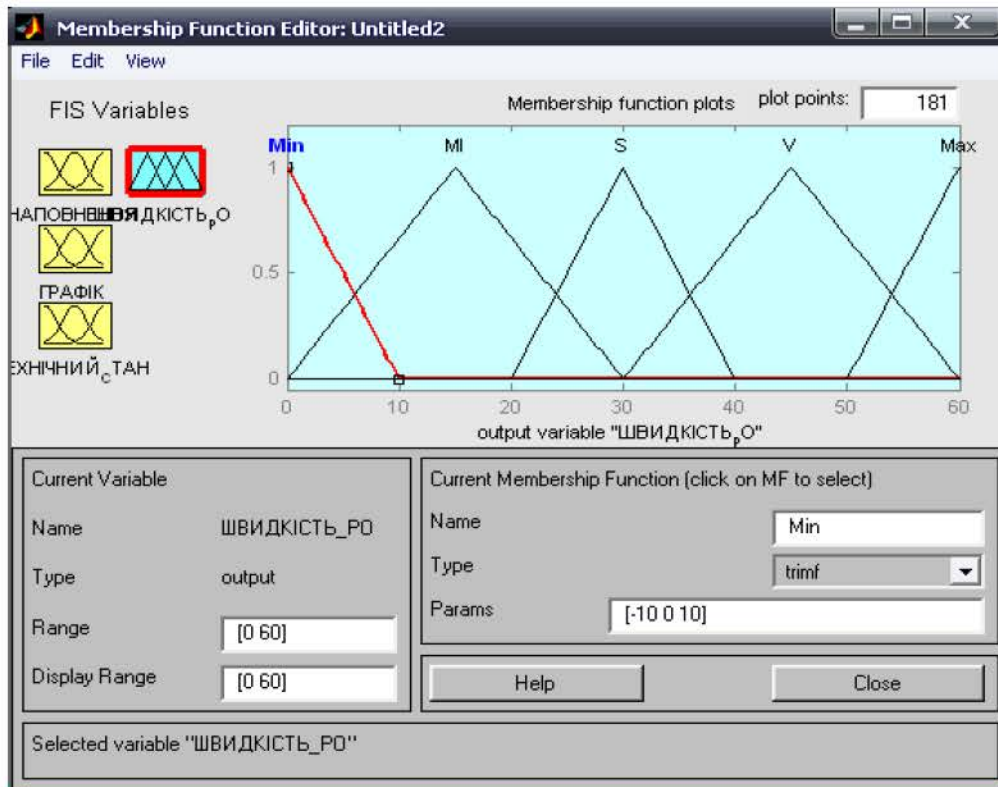 Membership Function Editor: Untitled2
File Edit View
FIS Variables
Membership function plots plot points: 181
Min MI S V Max
1
0.5
0
0 10 20 30 40 50 60
output variable "ШВИДКІСТЬpО"
ГРАФІК
ЕХНІЧНИЙCТАН
Current Variable
Name ШВИДКІСТЬ_РО
Type output
Range [0 60]
Display Range [0 60]
Current Membership Function (click on MF to select)
Name Min
Type trimf
Params [-10 0 10]
Help Close
Selected variable "ШВИДКІСТЬ_РО"